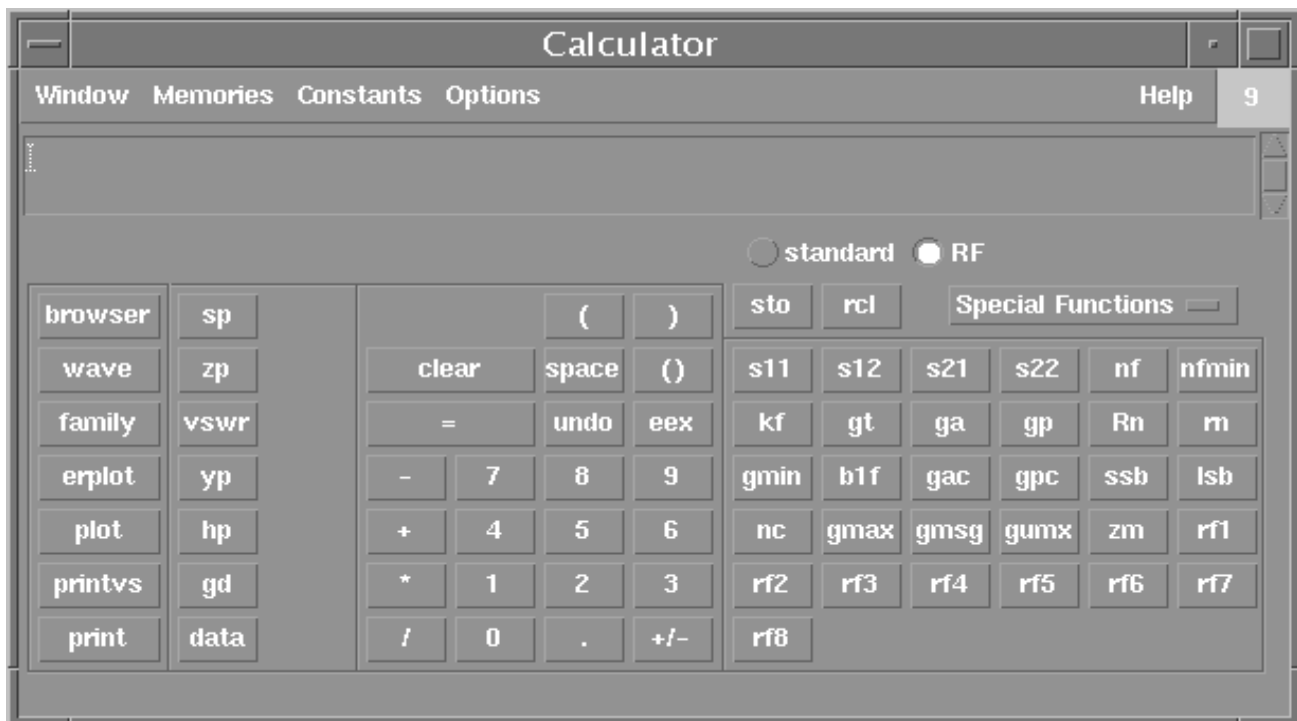 Calculator
Window Memories Constants Options Help 9
standard RF
sto rcl Special Functions
browser sp ( )
wave zp clear space () s11 s12 s21 s22 nf nfmin
family vswr = undo eex kf gt ga gp Rn rn
erplot yp - 7 8 9 gmin b1f gac gpc ssb lsb
plot hp + 4 5 6 nc gmax gmsg gumx zm rf1
printvs gd * 1 2 3 rf2 rf3 rf4 rf5 rf6 rf7
print data / 0 . +/- rf8